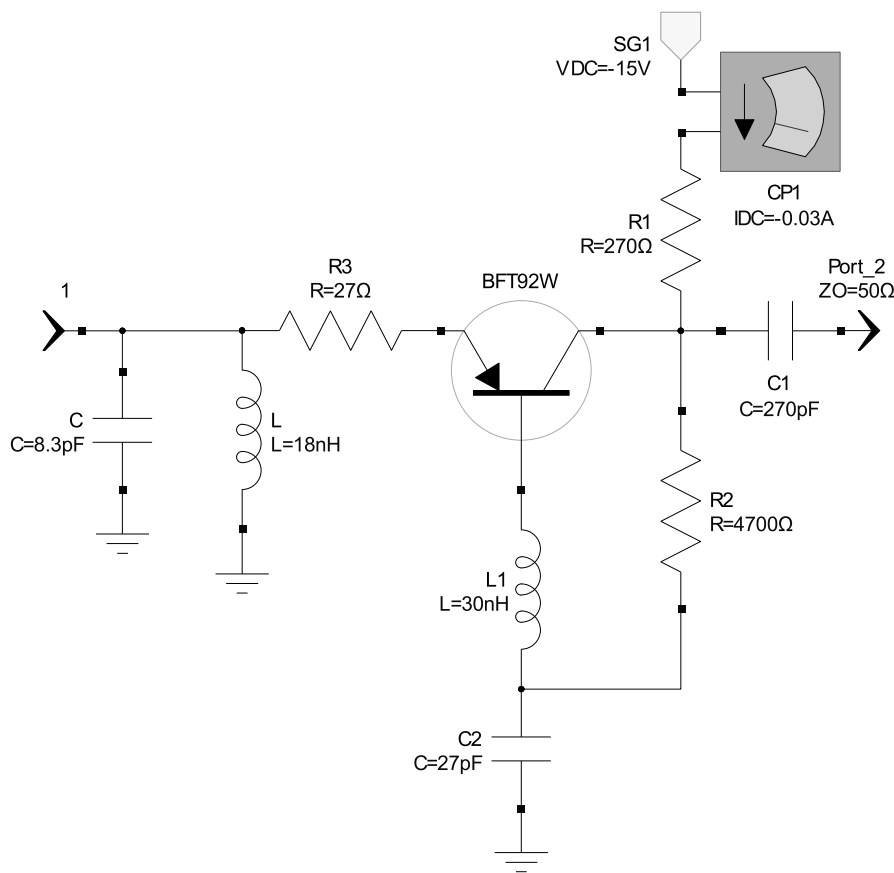 SG1
VDC=-15V
CP1
IDC=-0.03A
R1
R=270Ω
Port_2
ZO=50Ω
1
R3
R=27Ω
BFT92W
C1
C=270pF
C
C=8.3pF
L
L=18nH
R2
R=4700Ω
L1
L=30nH
C2
C=27pF